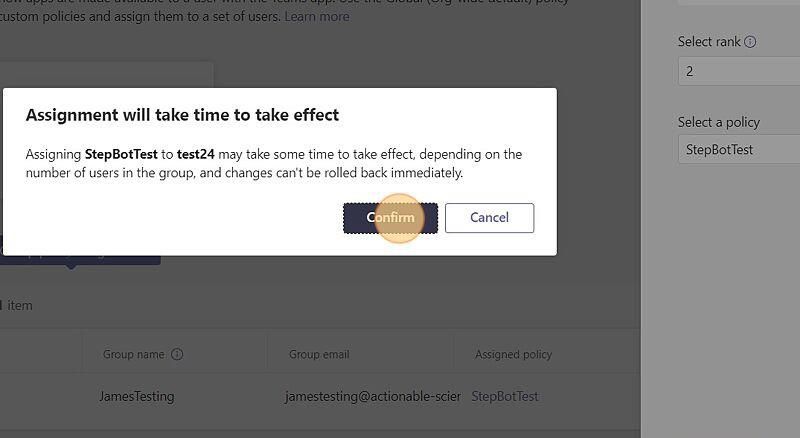 custom policies and assign them to a set of users. Learn more
Select rank
2
Select a policy
StepBotTest
Assignment will take time to take effect
Assigning StepBotTest to test24 may take some time to take effect, depending on the
number of users in the group, and changes can't be rolled back immediately.
Confirm
Cancel
item
Group name
Group email
Assigned policy
JamesTesting
jamestesting@actionable-scier
StepBotTest